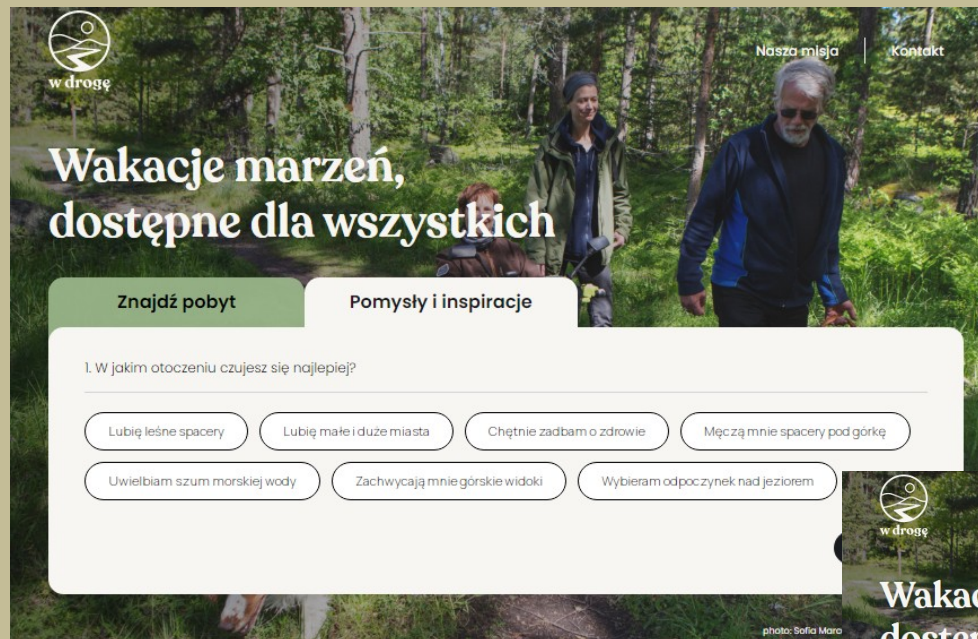 w drogę
Nasza misja
Kontakt
Wakacje marzeń,
dostępne dla wszystkich
Znajdź pobyt
Pomysły i inspiracje
1. W jakim otoczeniu czujesz się najlepiej?
Lubię leśne spacery
Lubię małe i duże miasta
Chętnie zadbam o zdrowie
Męczą mnie spacery pod górkę
Uwielbiam szum morskiej wody
Zachwycają mnie górskie widoki
Wybieram odpoczynek nad jeziorem
w drogę
photo: Sofia